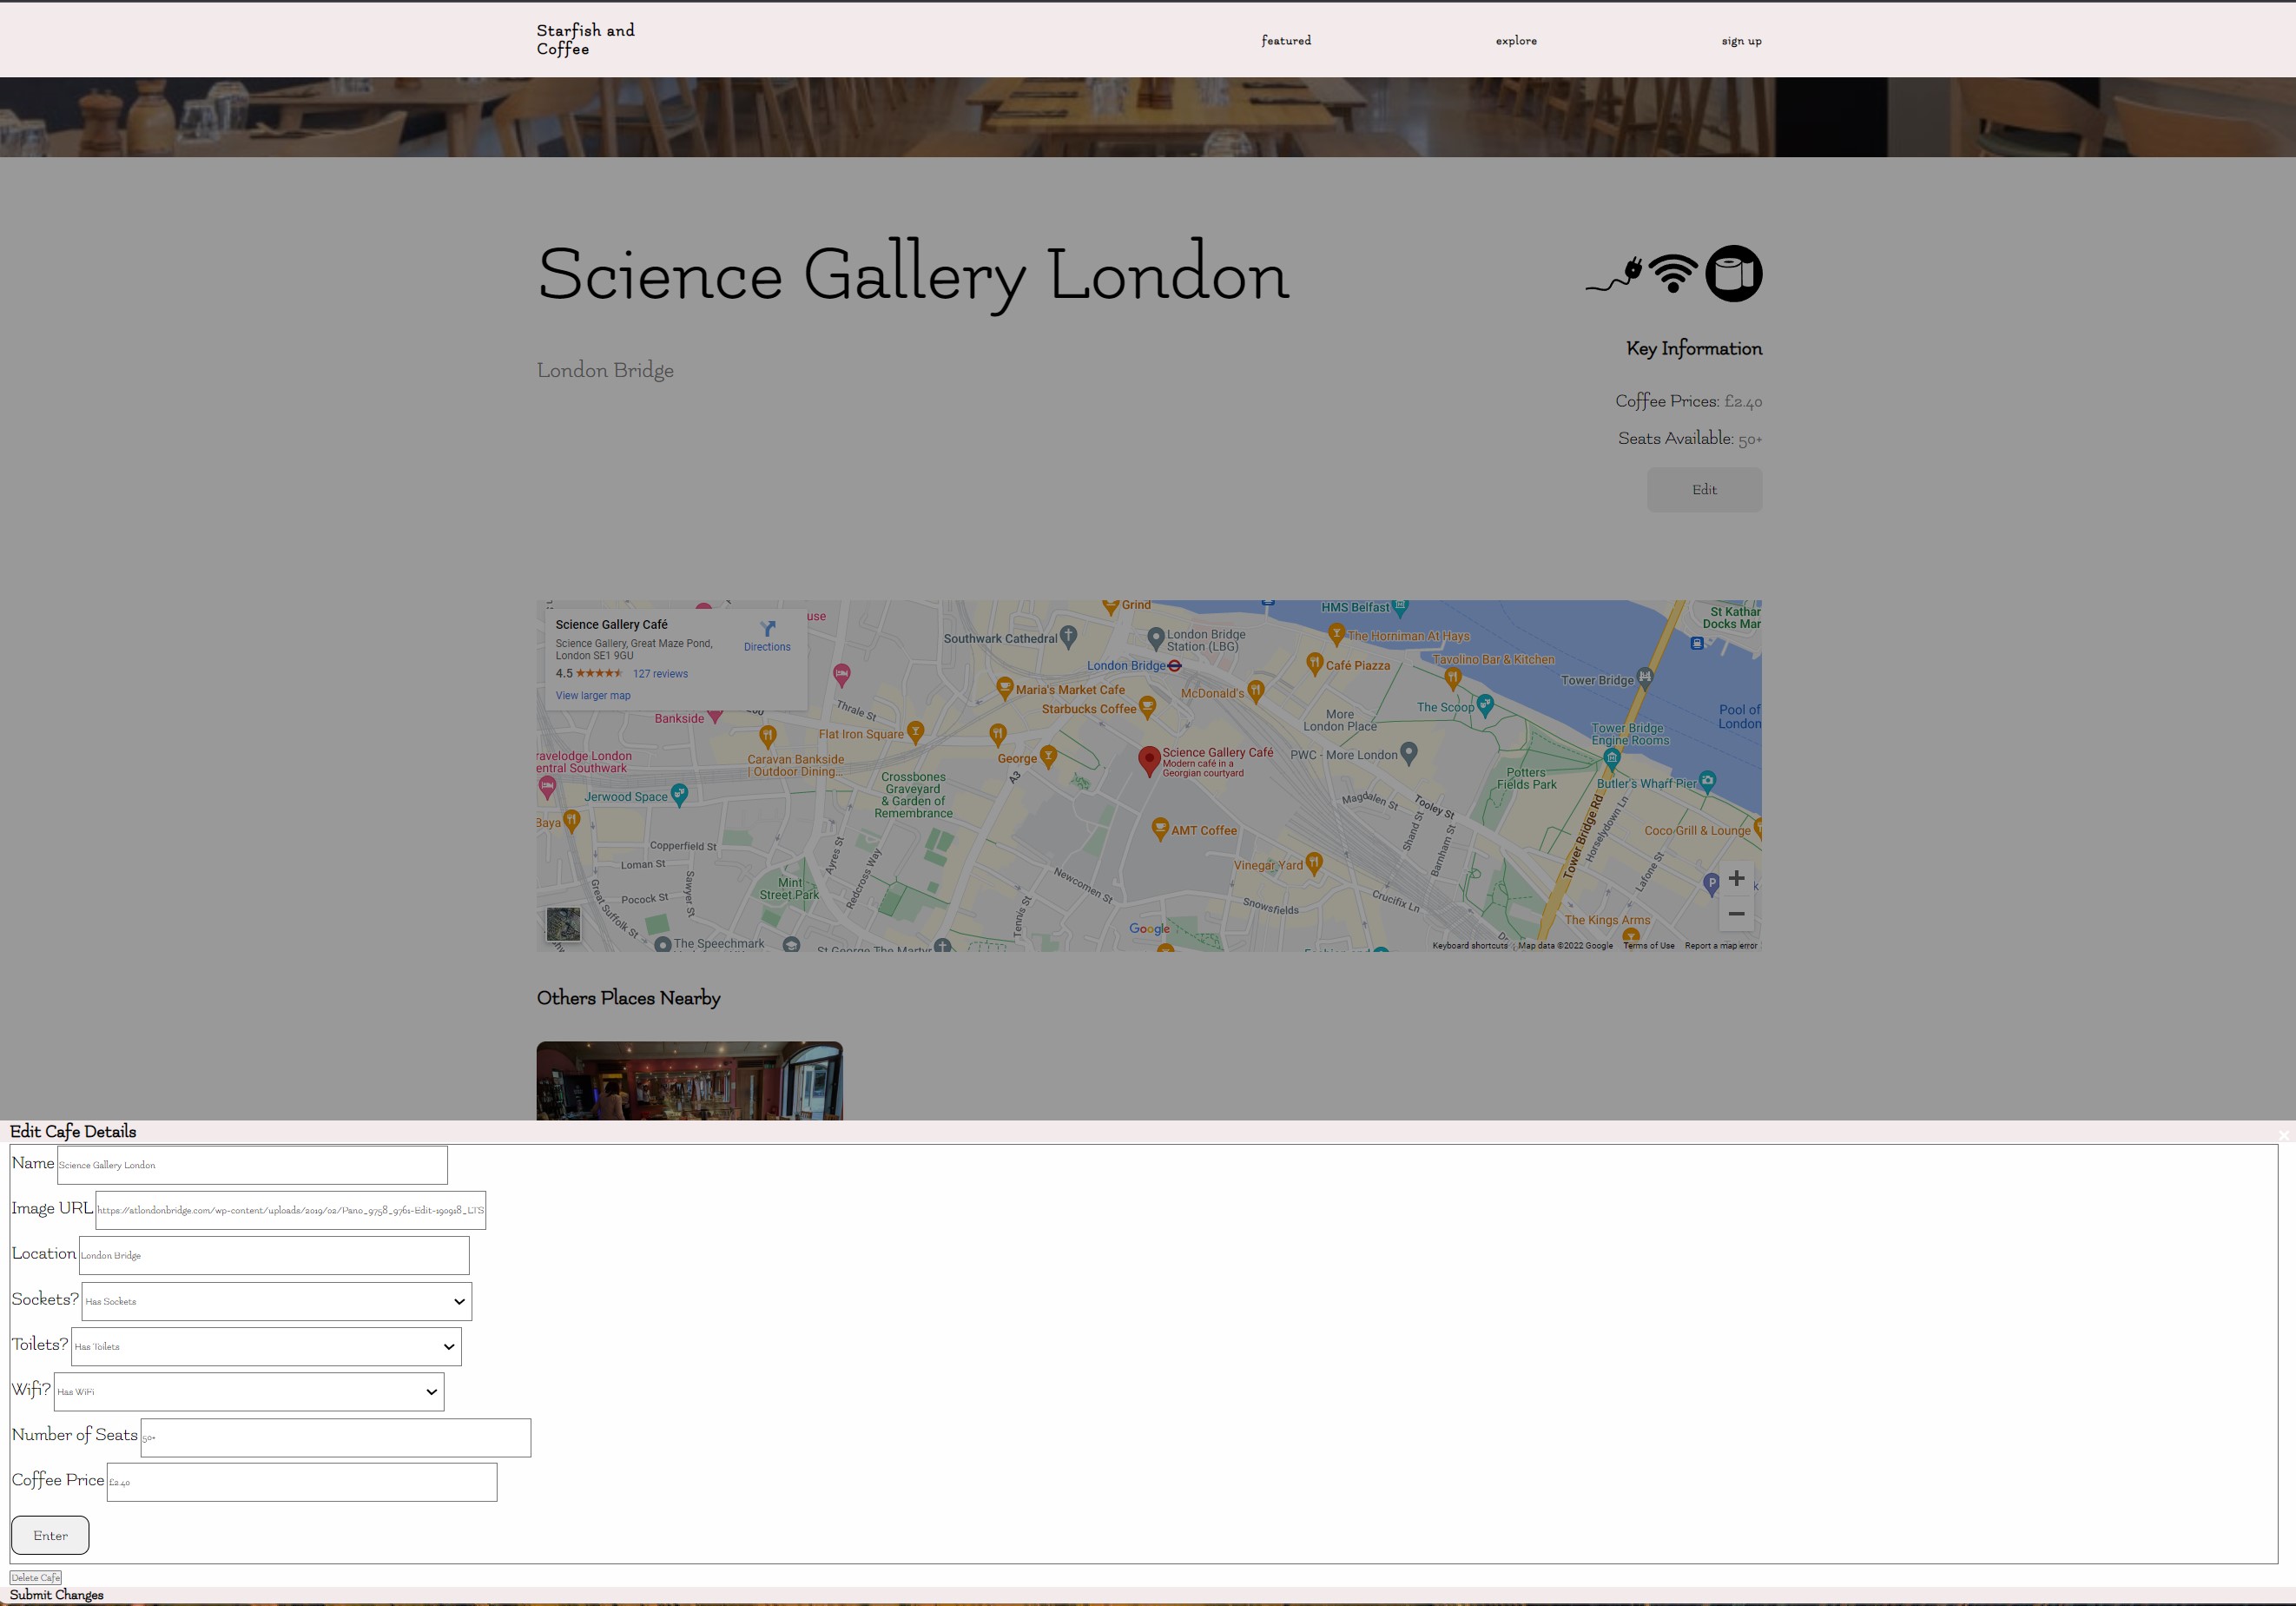 Starfish and
Coffee
featured
explore
sign up
Science Gallery London
London Bridge
Key Information
Coffee Prices: £2.40
Seats Available: 50+
Edit
Science Gallery Café
Science Gallery, Great Maze Pond,
London SE1 9GU
4.5
127 reviews
View larger map
Directions
use
Grind
HMS Belfast
St Kathar
Docks Mar
Southwark Cathedral
London Bridge
Station (LBG)
The Horniman At Hays
London Bridge
Café Piazza
Tavolino Bar & Kitchen
Tower Bridge
Maria's Market Cafe
McDonald's
Starbucks Coffee
The Scoop
Pool of
London
Bankside
Thrale St
More
London Place
Flat Iron Square
Tower Bridge
Engine Rooms
ravelodge London
entral Southwark
Caravan Bankside
| Outdoor Dining...
George
A3
Science Gallery Café
Modern café in a
Georgian courtyard
PWC - More London
Potters
Fields Park
Butler's Wharf Pier
Jerwood Space
Crossbones
Graveyard
& Garden of
Remembrance
Magdalen St
Tooley St
Tower Bridge Rd
Horselydown Ln
Baya
AMT Coffee
Shand St
Barnham St
Coco Grill & Lounge
Copperfield St
Loman St
Ayres St
Redcross Way
Vinegar Yard
Lafone St
Great Suffolk St
Sawyer St
Pocock St
Mint
Street Park
Newcomen St
Tennis St
Snowsfields
Crucifix Ln
P
k
The Kings Arms
The Speechmark
St George The Martyr
Google
Keyboard shortcuts
Map data ©2022 Google
Terms of Use
Report a map error
Others Places Nearby
Edit Cafe Details
×
Name Science Gallery London
Image URL https://atlondonbridge.com/wp-content/uploads/2019/02/Pano_9758_9761-Edit-190918_LTS
Location London Bridge
Sockets? Has Sockets
Toilets? Has Toilets
Wifi? Has WiFi
Number of Seats 50+
Coffee Price £2.40
Enter
Delete Cafe
Submit Changes